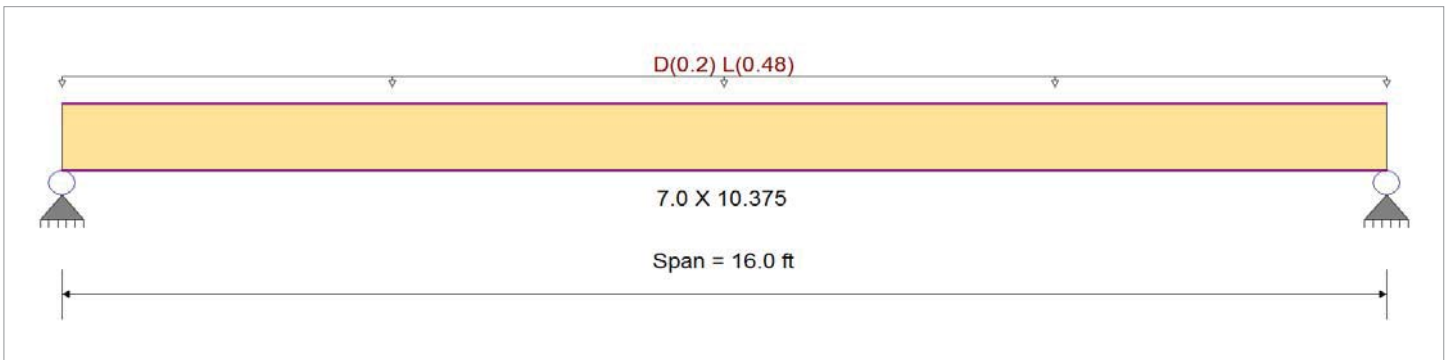 D(0.2) L(0.48)
7.0 X 10.375
Span = 16.0 ft